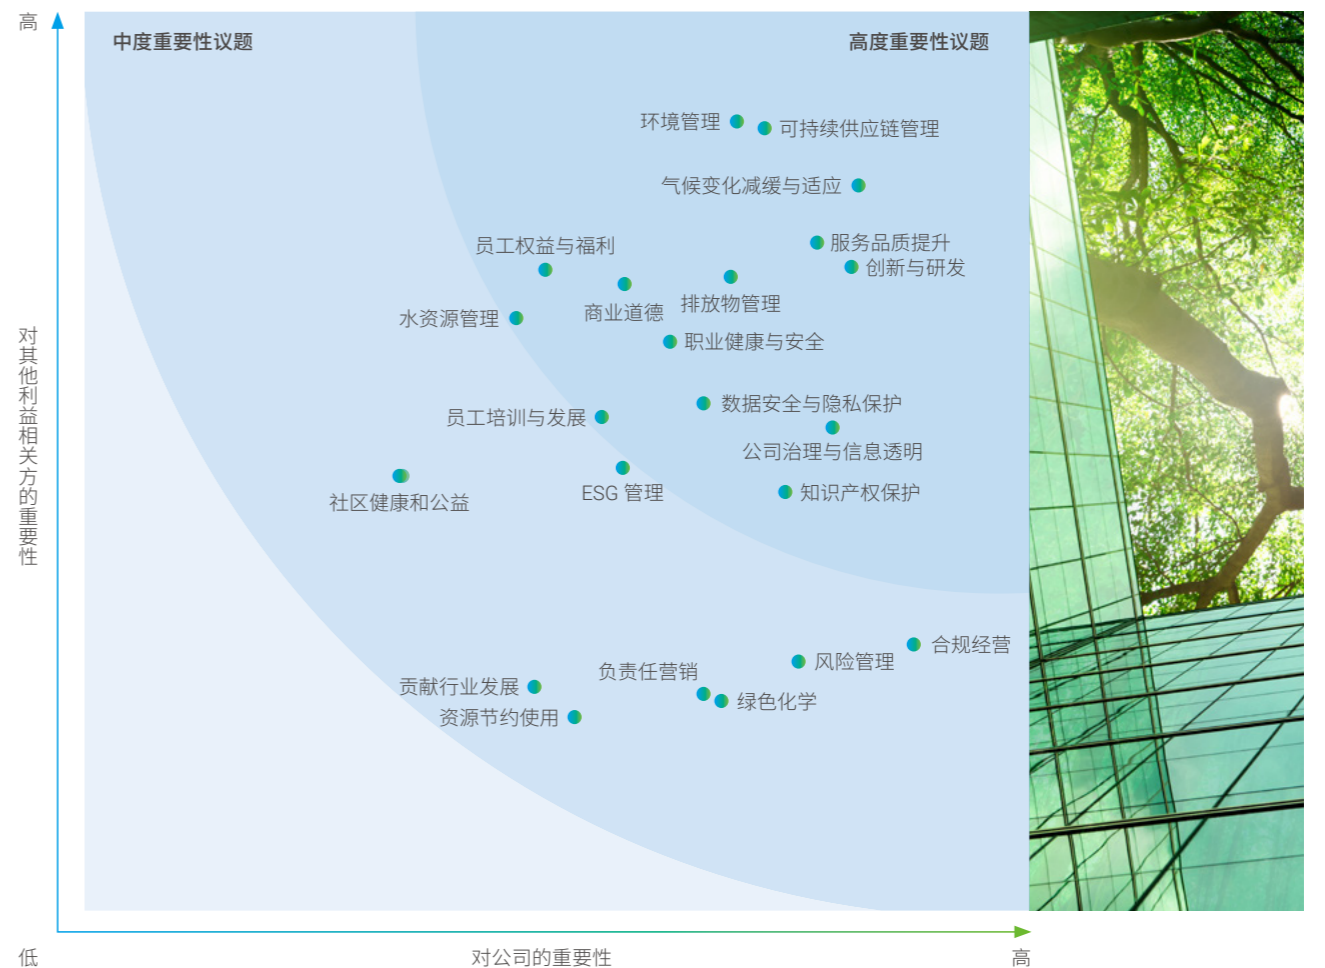 高
中度重要性议题
高度重要性议题
环境管理
可持续供应链管理
气候变化减缓与适应
员工权益与福利
服务品质提升
创新与研发
水资源管理
商业道德
排放物管理
职业健康与安全
对其他利益相关方的重要性
员工培训与发展
数据安全与隐私保护
公司治理与信息透明
社区健康和公益
ESG 管理
知识产权保护
合规经营
风险管理
负责任营销
贡献行业发展
绿色化学
资源节约使用
低
对公司的重要性
高